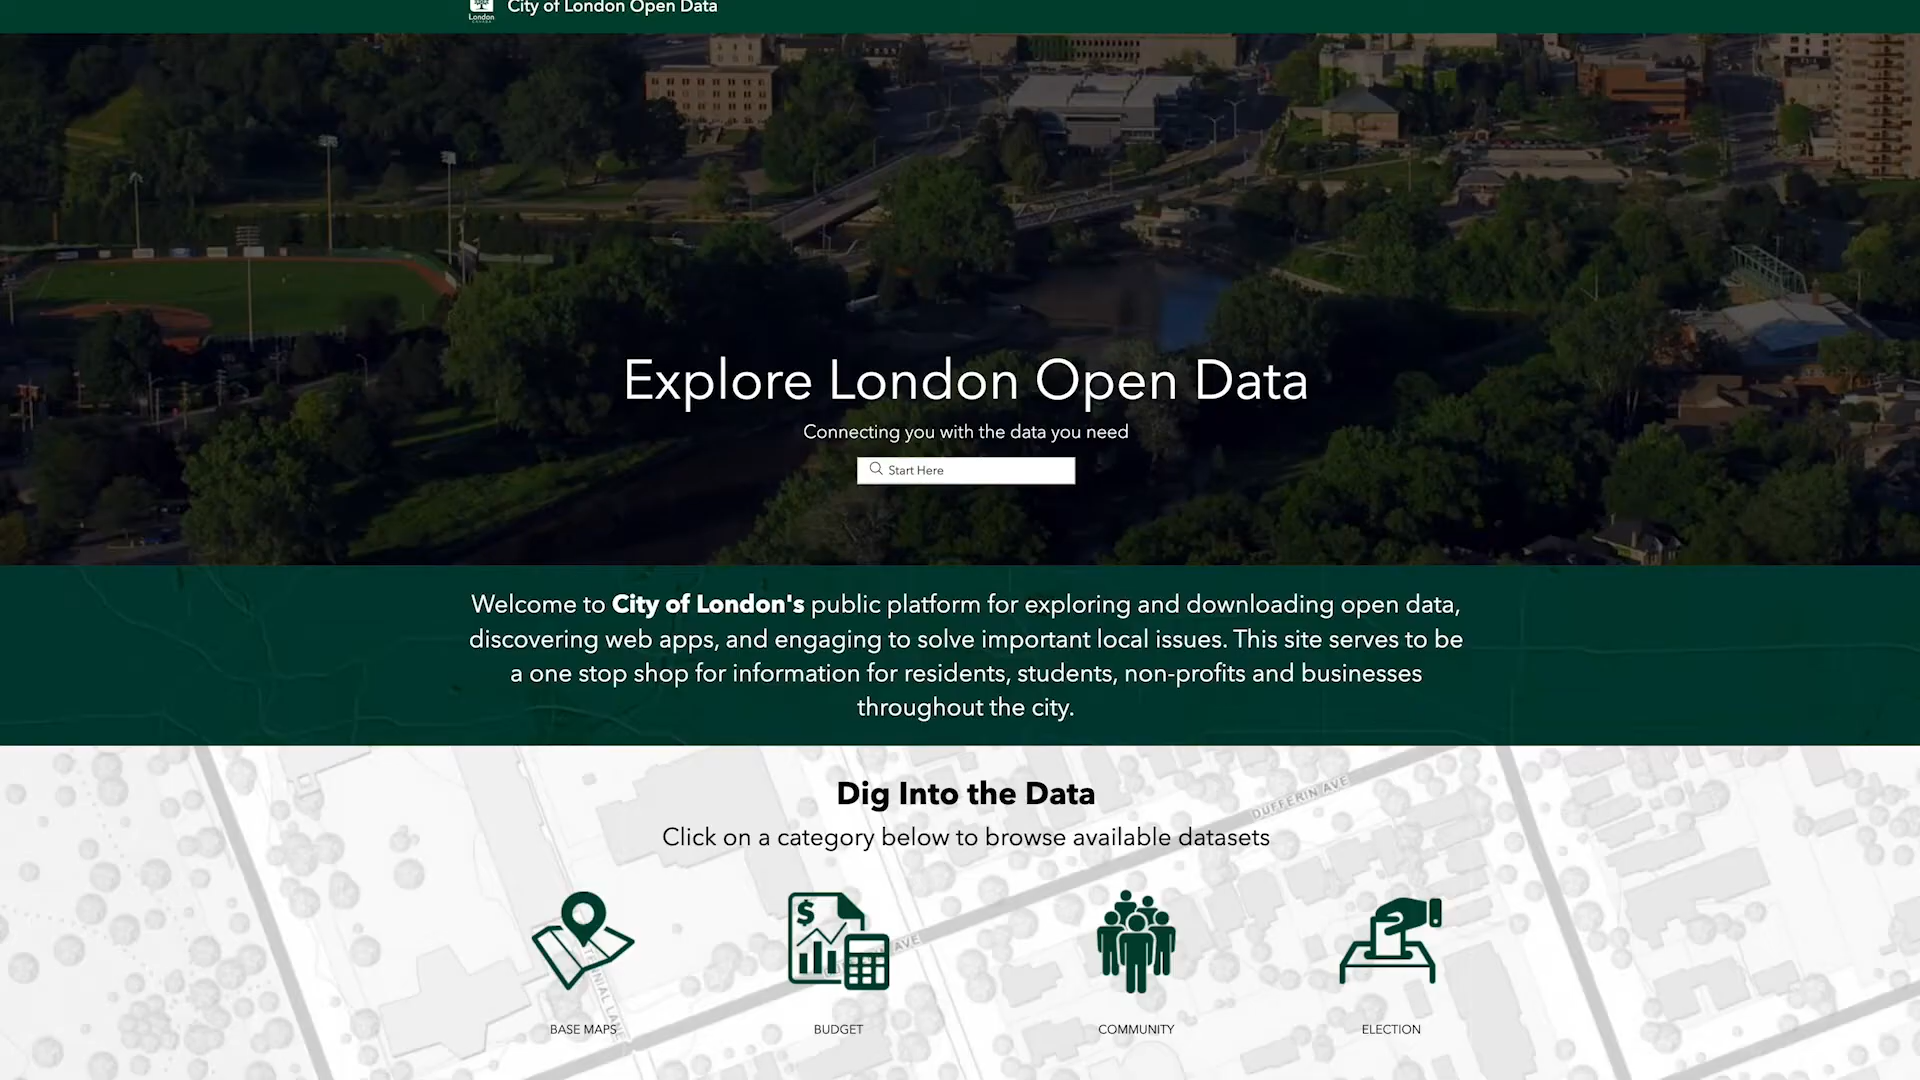 London
City of London Open Data
Explore London Open Data
Connecting you with the data you need
Start Here
Welcome to City of London's public platform for exploring and downloading open data,
discovering web apps, and engaging to solve important local issues. This site serves to be
a one stop shop for information for residents, students, non-profits and businesses
throughout the city.
Dig Into the Data
DUFFERIN AVE
Click on a category below to browse available datasets
$
AVE
BASE MAPS
BUDGET
COMMUNITY
ELECTION